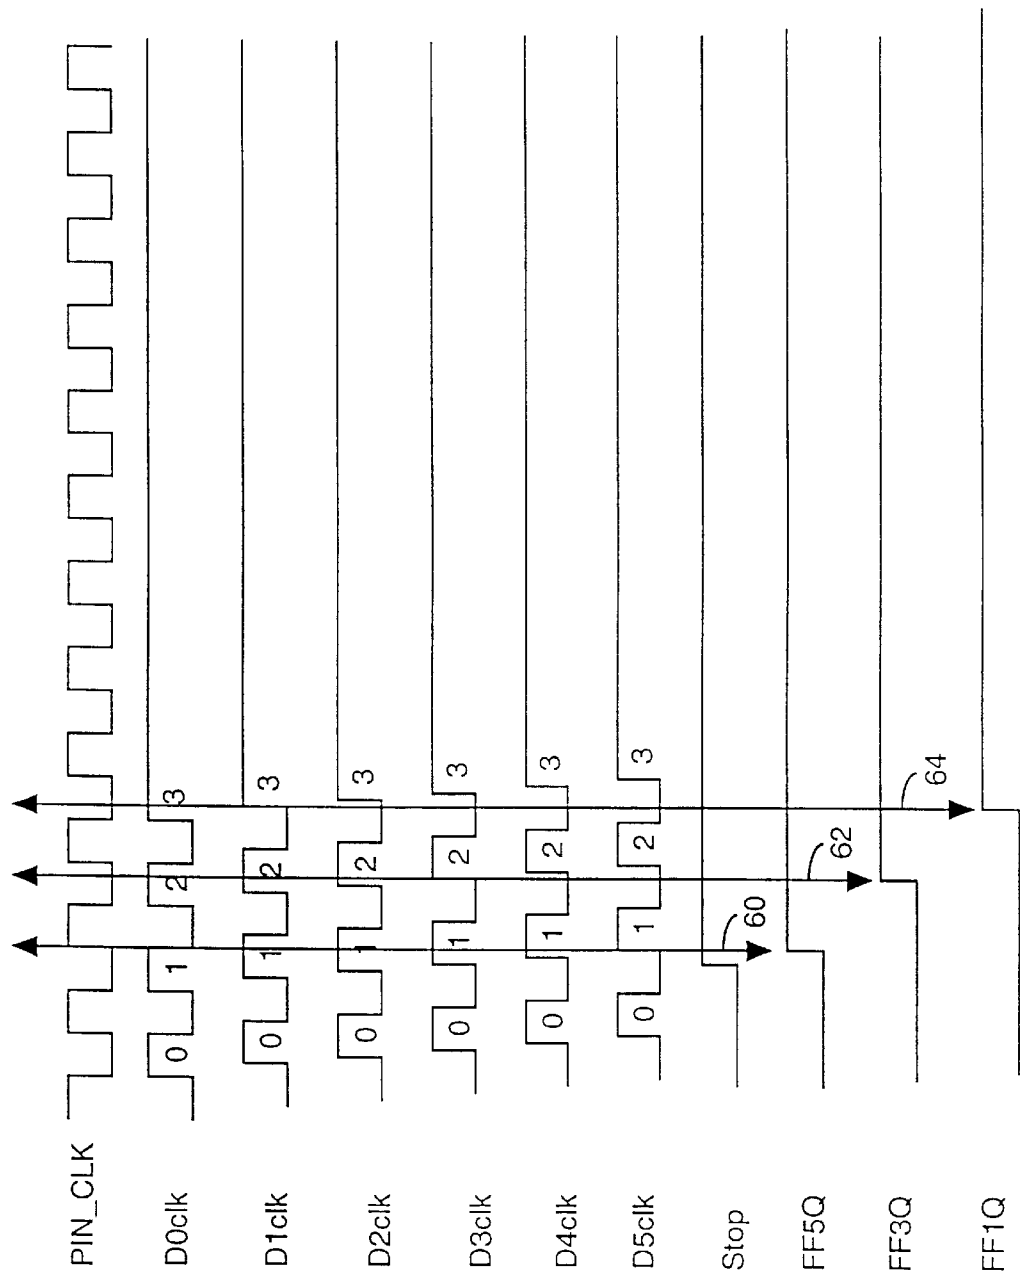 PIN_CLK
D0clk 0 1 2 3
D1clk 0 1 2 3
D2clk 0 1 2 3
D3clk 0 1 2 3
D4clk 0 1 2 3
D5clk 0 1 2 3
Stop
60
FF5Q
62
FF3Q
64
FF1Q